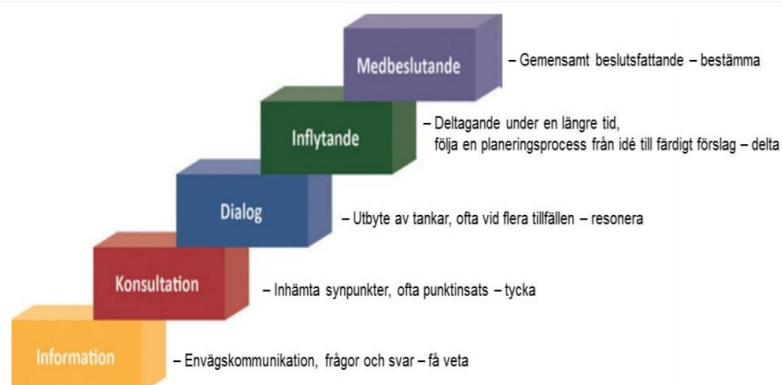 Medbeslutande
– Gemensamt beslutsfattande – bestämma
Inflytande
– Deltagande under en längre tid,
följa en planeringsprocess från idé till färdigt förslag – delta
Dialog
– Utbyte av tankar, ofta vid flera tillfällen – resonera
Konsultation
– Inhämta synpunkter, ofta punktinsats – tycka
Information
– Envägskommunikation, frågor och svar – få veta